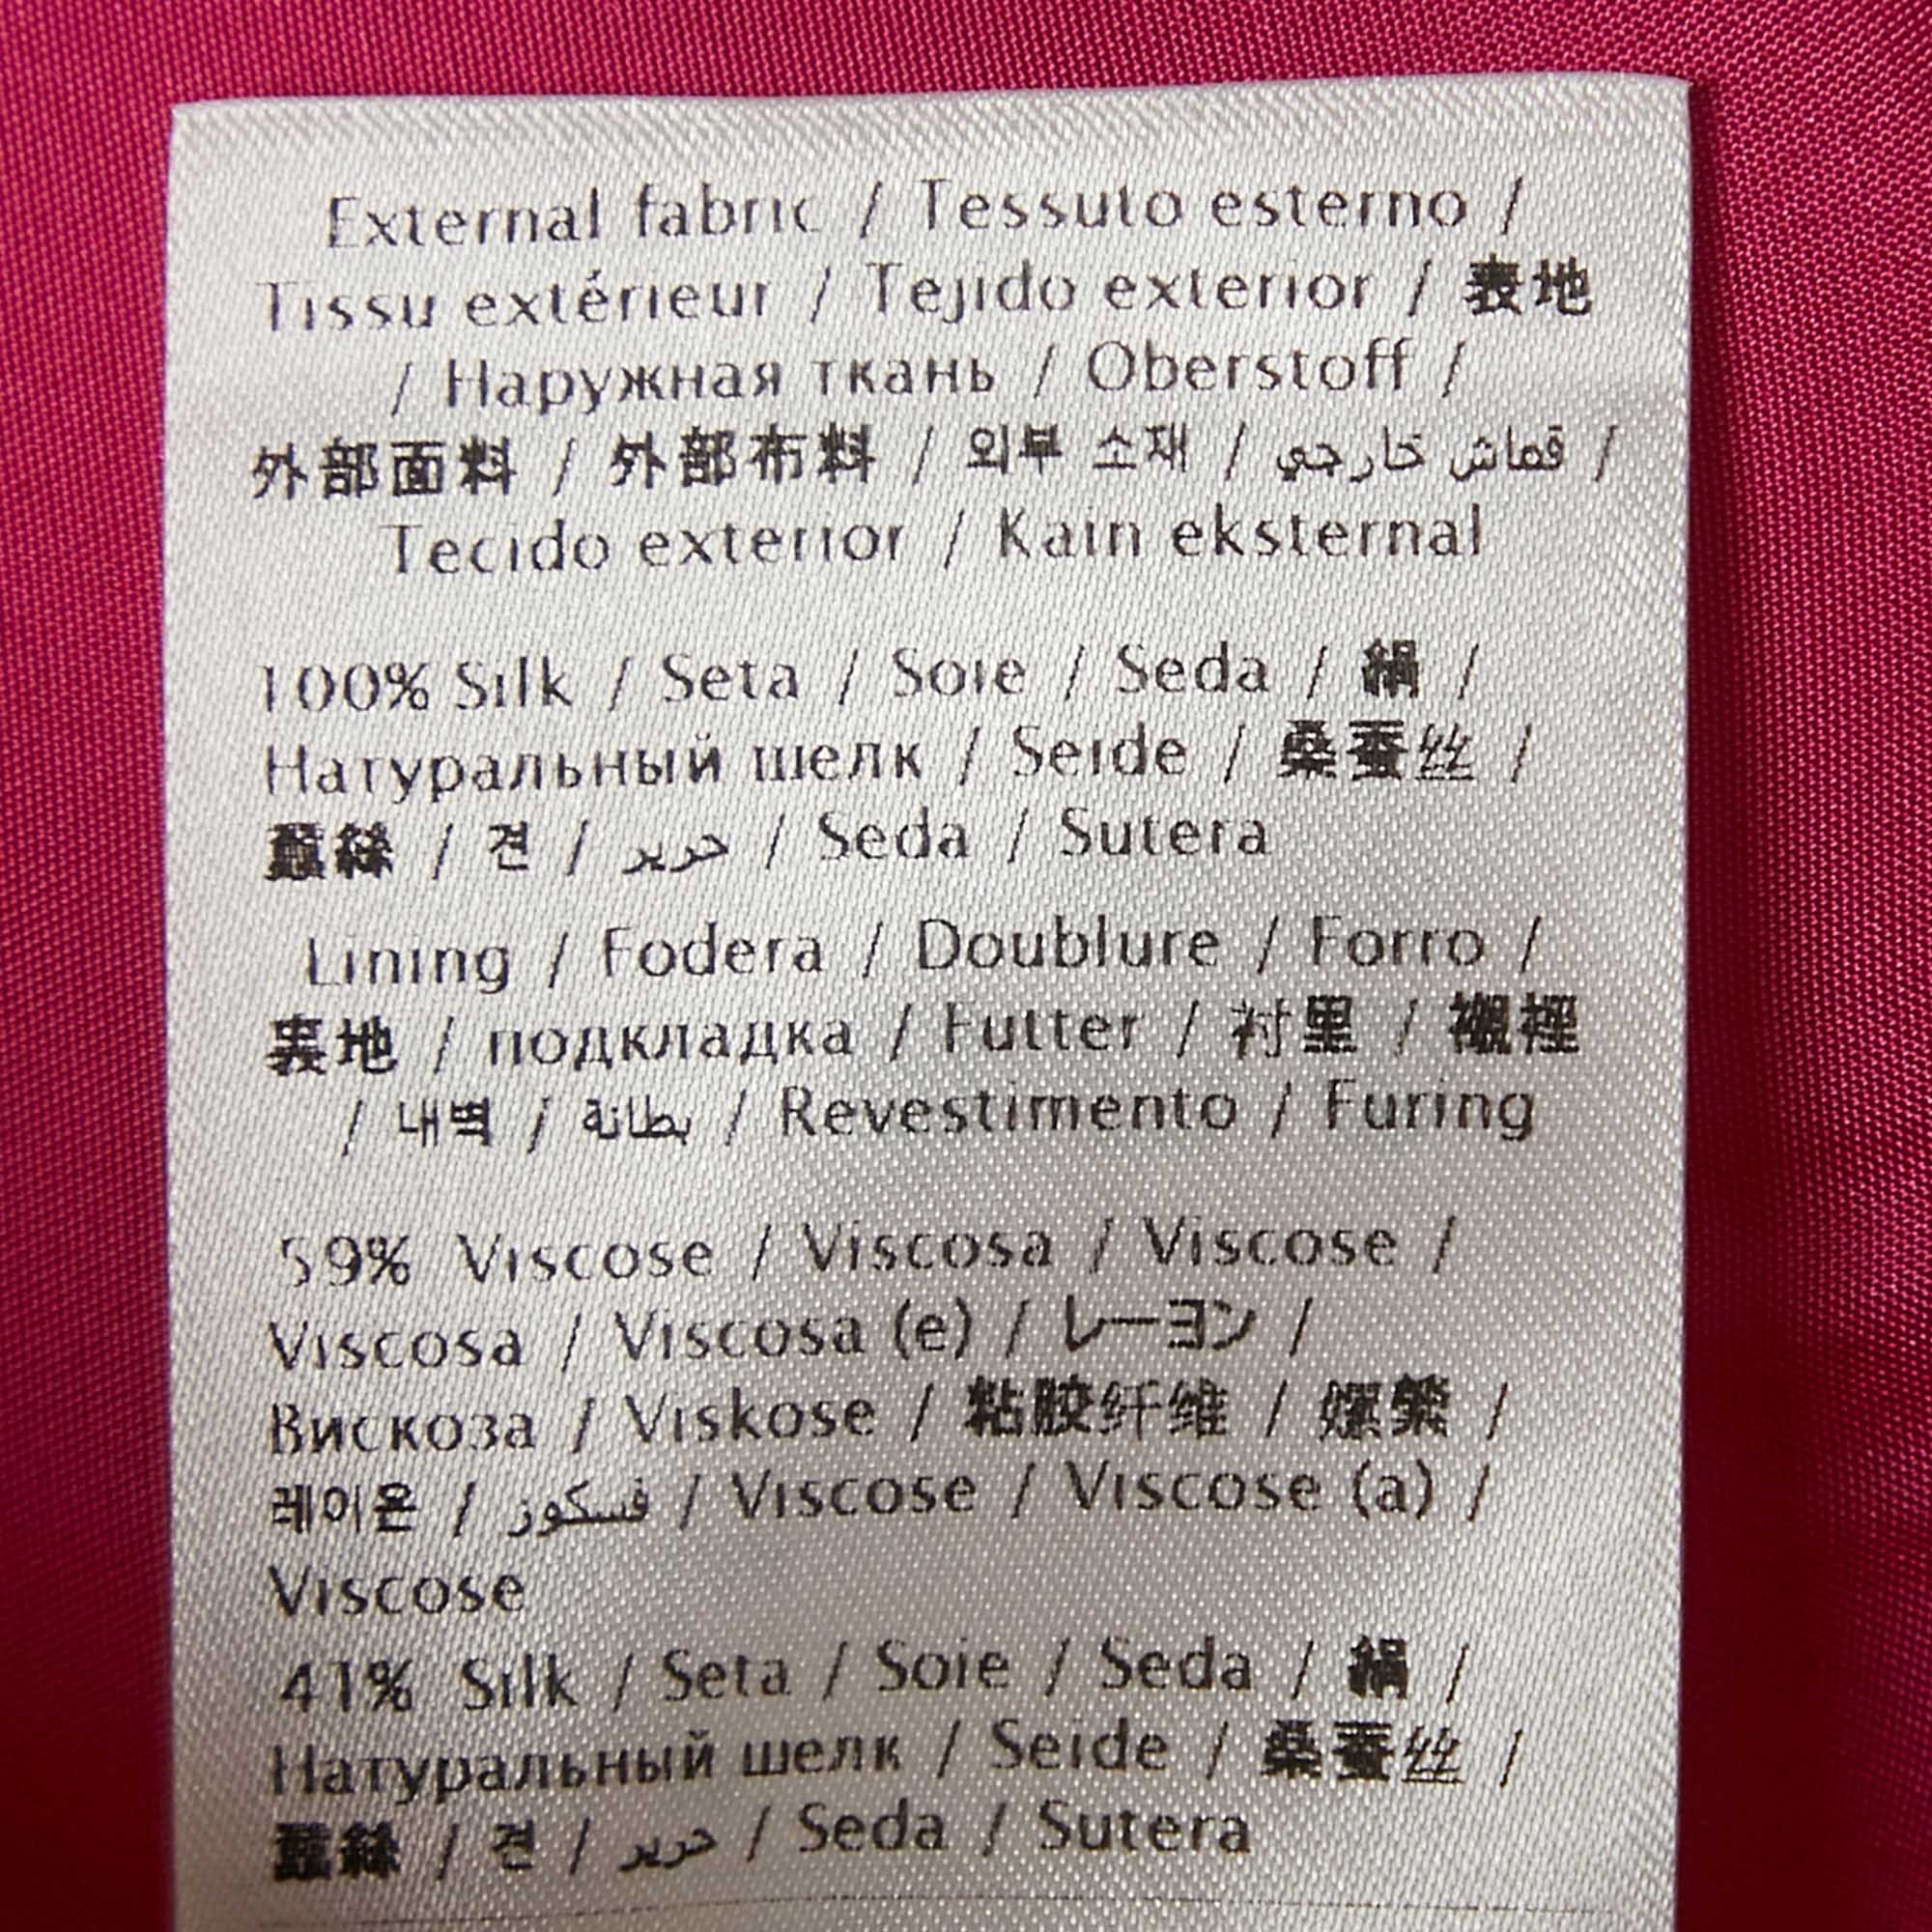 External fabric / Tessuto esterno /
Tissu extérieur / Tejido exterior / 表地
/ Наружная ткань / Oberstoff /
外部面料 / 外部布料 / 외부 소재 / قماش خارجي /
Tecido exterior / Kain eksternal
100% Silk / Seta / Soie / Seda / 絹 /
Натуральный шелк / Seide / 桑蚕丝 /
蠶絲 / 견 / حرير / Seda / Sutera
Lining / Fodera / Doublure / Forro /
裏地 / подкладка / Futter / 衬里 / 襯裡
/ 내벽 / بطانة / Revestimento / Furing
59% Viscose / Viscosa / Viscose /
Viscosa / Viscosa (e) / レーヨン /
Вискоза / Viskose / 粘胶纤维 / 嫘縈 /
레이온 / فسكوز / Viscose / Viscose (a) /
Viscose
41% Silk / Seta / Soie / Seda / 絹 /
Натуральный шелк / Seide / 桑蚕丝 /
蠶絲 / 견 / حرير / Seda / Sutera